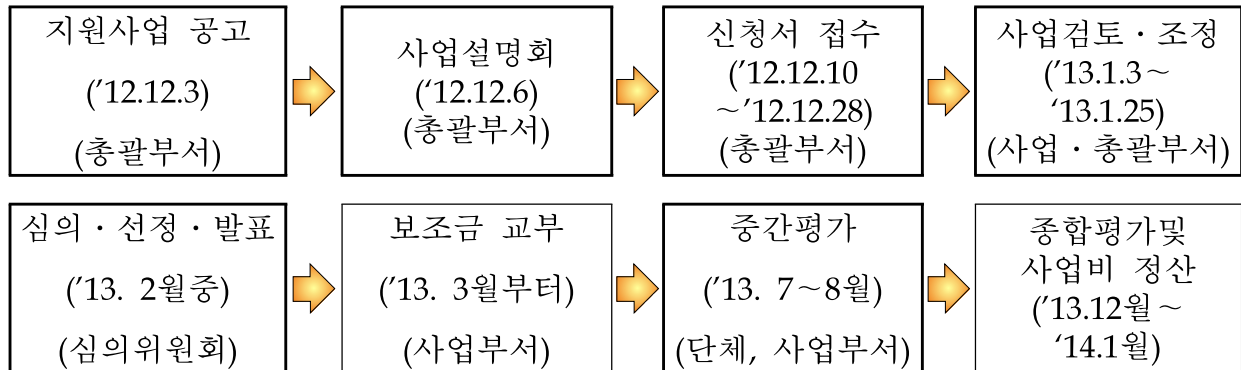 지원사업 공고
('12.12.3)
(총괄부서)
사업설명회
(‘12.12.6)
(총괄부서)
신청서 접수
('12.12.10
～'12.12.28)
(총괄부서)
사업검토・조정
('13.1.3～
‘13.1.25)
(사업・총괄부서)
심의・선정・발표
('13. 2월중)
(심의위원회)
보조금 교부
('13. 3월부터)
(사업부서)
중간평가
('13. 7～8월)
(단체, 사업부서)
종합평가및
사업비 정산
('13.12월～
‘14.1월)